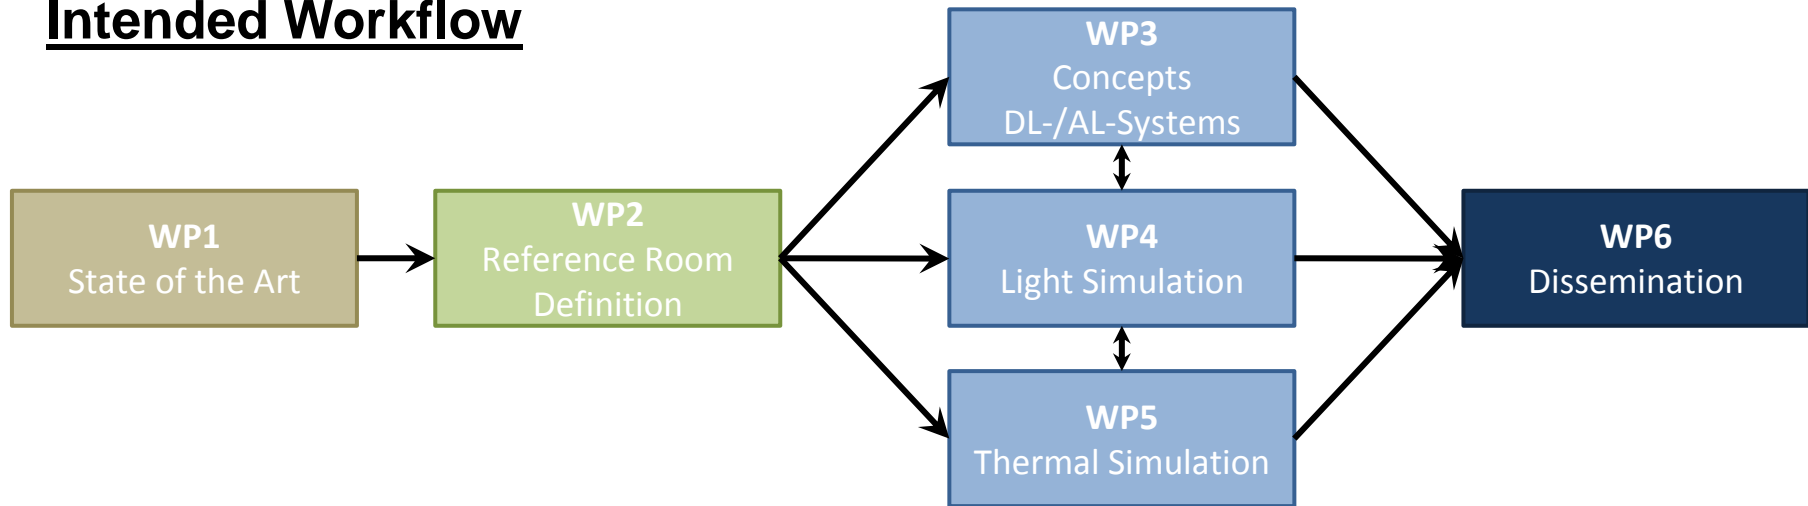 Intended Workflow
WP1
State of the Art
WP2
Reference Room
Definition
WP3
Concepts
DL-/AL-Systems
WP4
Light Simulation
WP5
Thermal Simulation
WP6
Dissemination